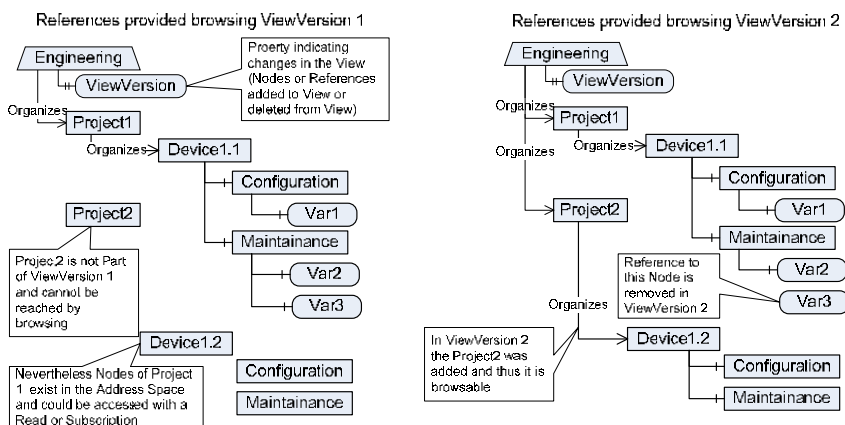 References provided browsing ViewVersion 1
Engineering
ViewVersion
Proerty indicating
changes in the View
(Nodes or References
added to View or
deleted from View)
Organizes
Project1
Organizes
Device1.1
Configuration
Var1
Maintainance
Var2
Var3
Project2
Project2 is not Part
of ViewVersion 1
and cannot be
reached by
browsing
Device1.2
Nevertheless Nodes of Project
1 exist in the Address Space
and could be accessed with a
Read or Subscription
Configuration
Maintainance
References provided browsing ViewVersion 2
Engineering
ViewVersion
Organizes
Project1
Organizes
Organizes
Device1.1
Configuration
Var1
Project2
Maintainance
Var2
Reference to
this Node is
removed in
ViewVersion 2
Var3
Organizes
In ViewVersion 2
the Project2 was
added and thus it is
browsable
Device1.2
Configuration
Maintainance